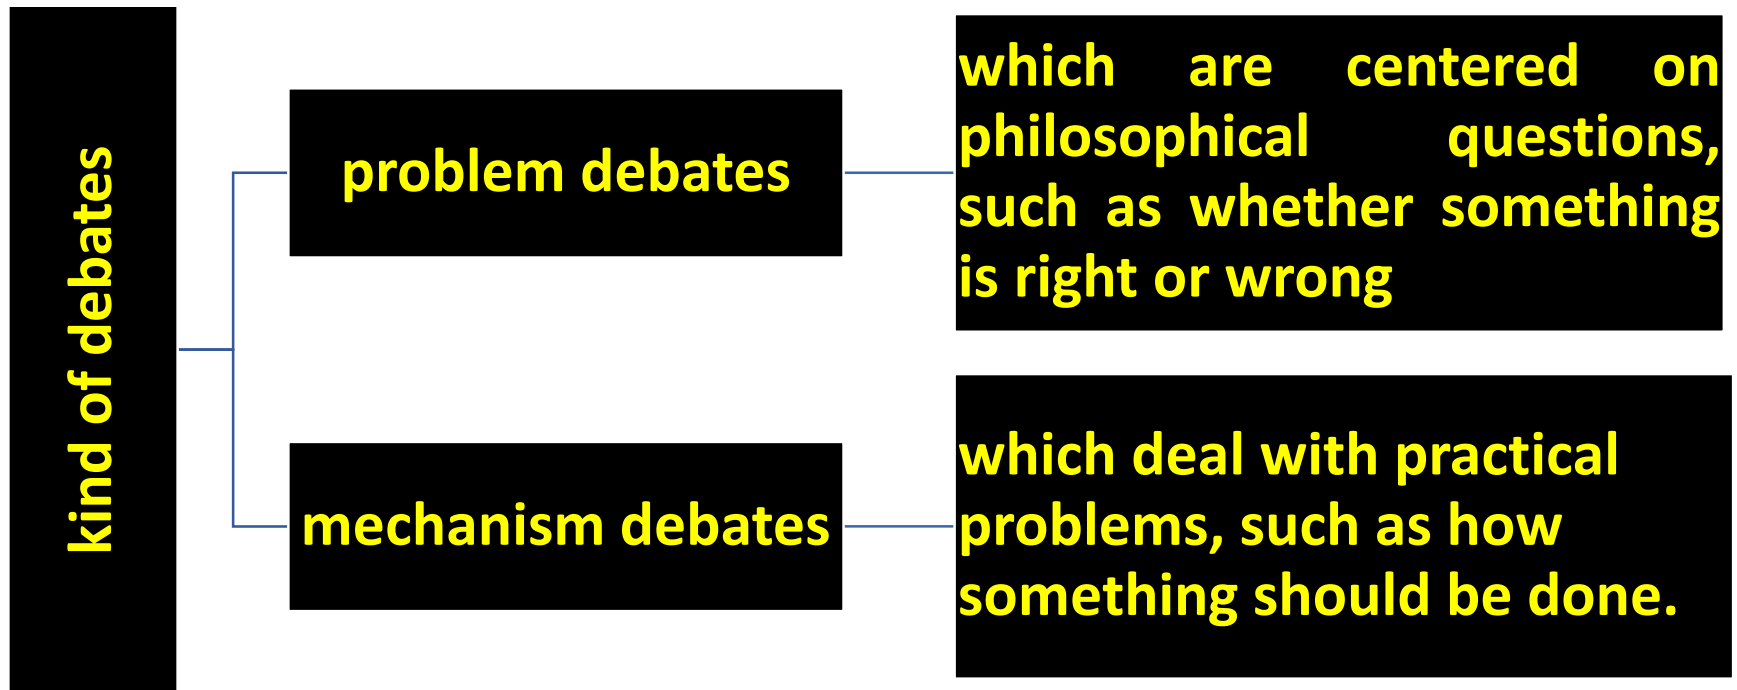 kind of debates
problem debates
which are centered on
philosophical questions,
such as whether something
is right or wrong
mechanism debates
which deal with practical
problems, such as how
something should be done.